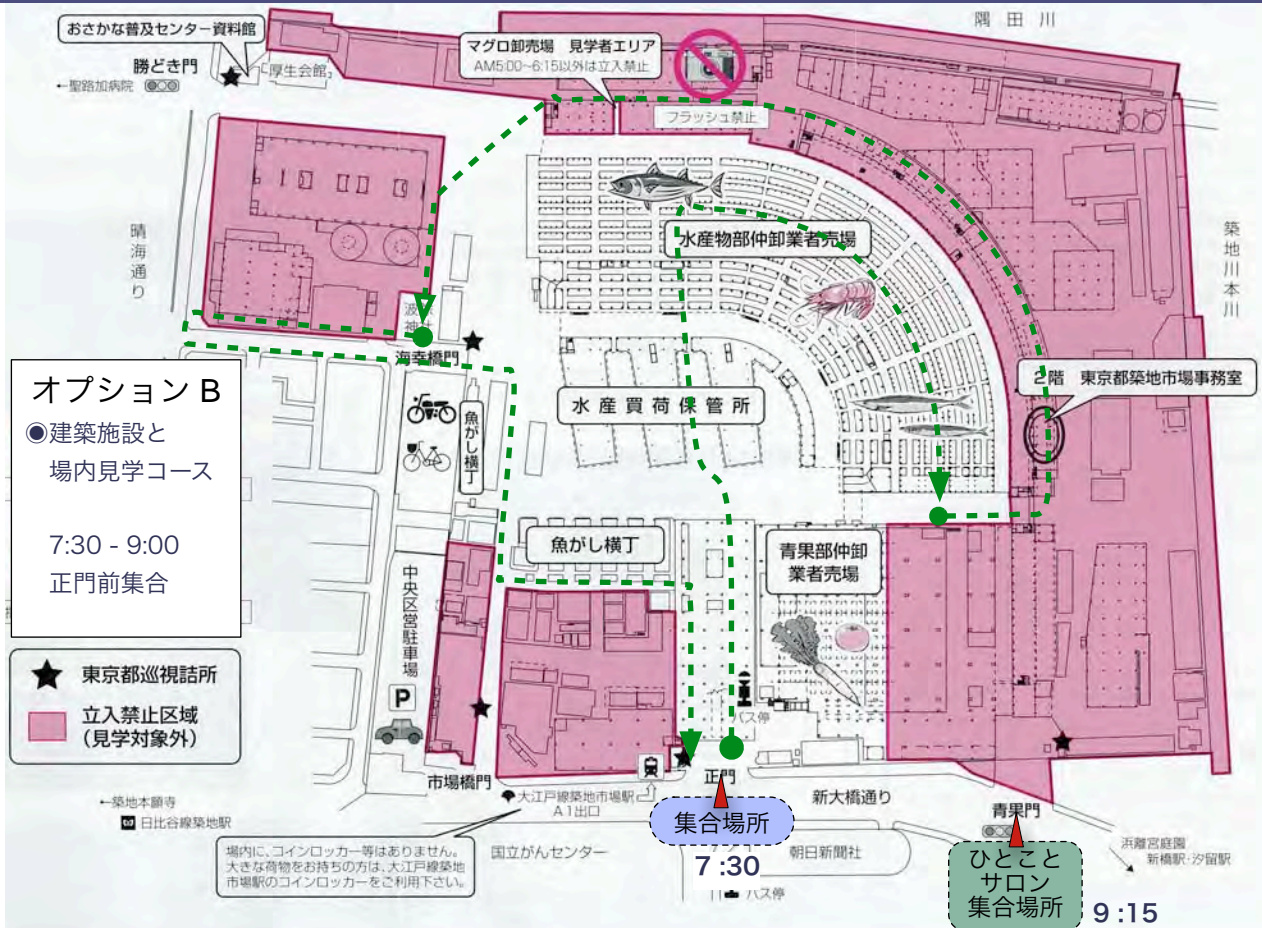 隅田川
おさかな普及センター資料館
勝どき門
厚生会館
←聖路加病院
マグロ卸売場　見学者エリア
AM5:00~6:15以外は立入禁止
フラッシュ禁止
晴海通り
築地川本川
水産物部仲卸業者売場
海幸橋門
2階　東京都築地市場事務室
オプション B
◉建築施設と
場内見学コース
7:30 - 9:00
正門前集合
魚がし横丁
水産買荷保管所
魚がし横丁
青果部仲卸
業者売場
中央区営駐車場
P
★ 東京都巡視詰所
立入禁止区域
(見学対象外)
バス停
市場橋門
大江戸線築地市場駅
A1出口
正門
新大橋通り
青果門
←築地本願寺
日比谷線築地駅
場内に、コインロッカー等はありません。
大きな荷物をお持ちの方は、大江戸線築地
市場駅のコインロッカーをご利用下さい。
国立がんセンター
集合場所
7 :30
朝日新聞社
バス停
浜離宮庭園
新橋駅・汐留駅
ひとこと
サロン
集合場所
9 :15